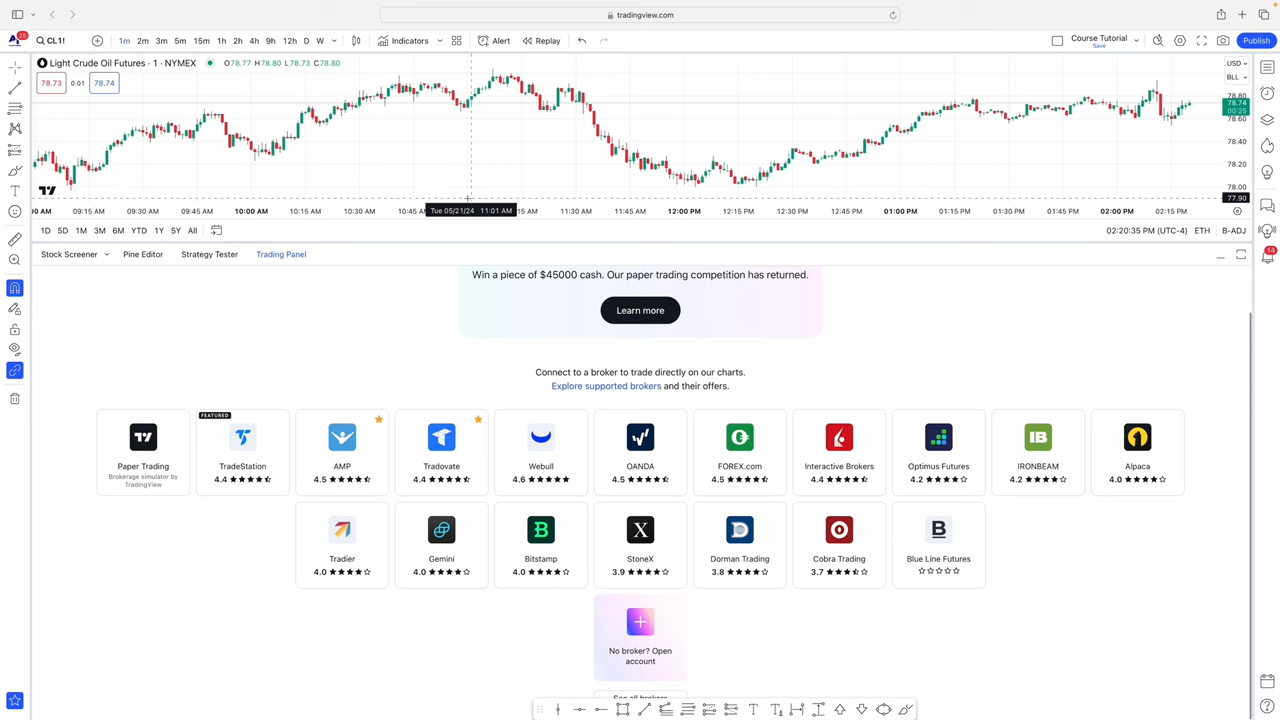 tradingview.com
25
CL1!
1m 2m 3m 5m 15m 1h 2h 4h 9h 12h D W
Indicators
Alert
Replay
Course Tutorial
Save
Publish
Light Crude Oil Futures · 1 · NYMEX
O78.77 H78.80 L78.73 C78.80
USD
BLL
78.73
0.01
78.74
78.80
78.74
00:25
78.60
78.40
78.20
78.00
77.90
09:15 AM 09:30 AM 09:45 AM 10:00 AM 10:15 AM 10:30 AM
Tue 05/21/24 11:01 AM
11:30 AM 11:45 AM 12:00 PM 12:15 PM 12:30 PM 12:45 PM 01:00 PM 01:15 PM 01:30 PM 01:45 PM 02:00 PM 02:15 PM
1D 5D 1M 3M 6M YTD 1Y 5Y All
02:20:35 PM (UTC-4) ETH B-ADJ
14
Stock Screener
Pine Editor
Strategy Tester
Trading Panel
Win a piece of $45000 cash. Our paper trading competition has returned.
Learn more
Connect to a broker to trade directly on our charts.
Explore supported brokers and their offers.
FEATURED
Paper Trading
Brokerage simulator by
TradingView
TradeStation
4.4
AMP
4.5
Tradovate
4.4
Webull
4.6
OANDA
4.5
FOREX.com
4.5
Interactive Brokers
4.4
Optimus Futures
4.2
IRONBEAM
4.2
Alpaca
4.0
Tradier
4.0
Gemini
4.0
Bitstamp
4.0
StoneX
3.9
Dorman Trading
3.8
Cobra Trading
3.7
Blue Line Futures
No broker? Open
account
See all brokers